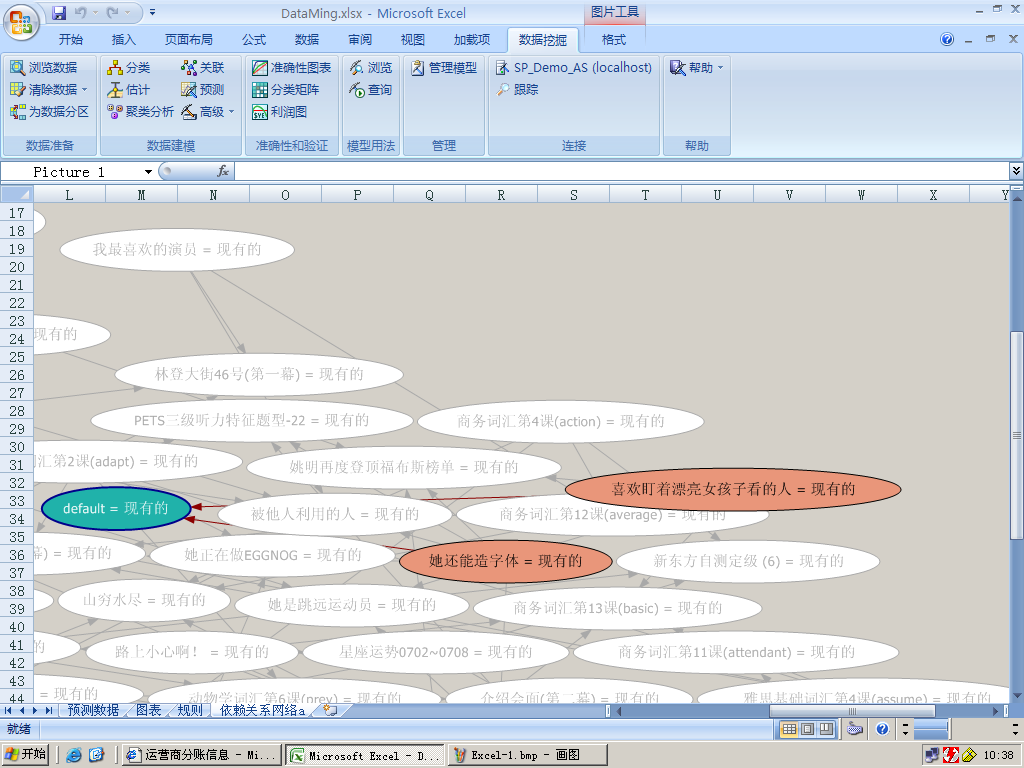 DataMing.xlsx - Microsoft Excel
图片工具
开始 插入 页面布局 公式 数据 审阅 视图 加载项 数据挖掘 格式
浏览数据 分类 关联 准确性图表 浏览 管理模型 SP_Demo_AS (localhost) 帮助
清除数据 估计 预测 分类矩阵 查询 跟踪
为数据分区 聚类分析 高级 利润图
数据准备 数据建模 准确性和验证 模型用法 管理 连接 帮助
Picture 1 fx
L M N O P Q R S T U V W X Y
17
18
19
20
21
22
23
24
25
26
27
28
29
30
31
32
33
34
35
36
37
38
39
40
41
42
43
44
我最喜欢的演员 = 现有的
现有的
林登大街46号(第一幕) = 现有的
PETS三级听力特征题型-22 = 现有的
商务词汇第4课(action) = 现有的
汇第2课(adapt) = 现有的
姚明再度登顶福布斯榜单 = 现有的
喜欢盯着漂亮女孩子看的人 = 现有的
default = 现有的
被他人利用的人 = 现有的
商务词汇第12课(average) = 现有的
) = 现有的
她正在做EGGNOG = 现有的
她还能造字体 = 现有的
新东方自测定级 (6) = 现有的
山穷水尽 = 现有的
她是跳远运动员 = 现有的
商务词汇第13课(basic) = 现有的
的
路上小心啊！ = 现有的
星座运势0702~0708 = 现有的
商务词汇第11课(attendant) = 现有的
= 现有的
动物学词汇第6课(prey) = 现有的
介绍会面(第二幕) = 现有的
雅思基础词汇第4课(assume) = 现有的
预测数据 图表 规则 依赖关系网络a
就绪
开始 运营商分账信息 - Mi... Microsoft Excel - D... Excel-1.bmp - 画图 10:38